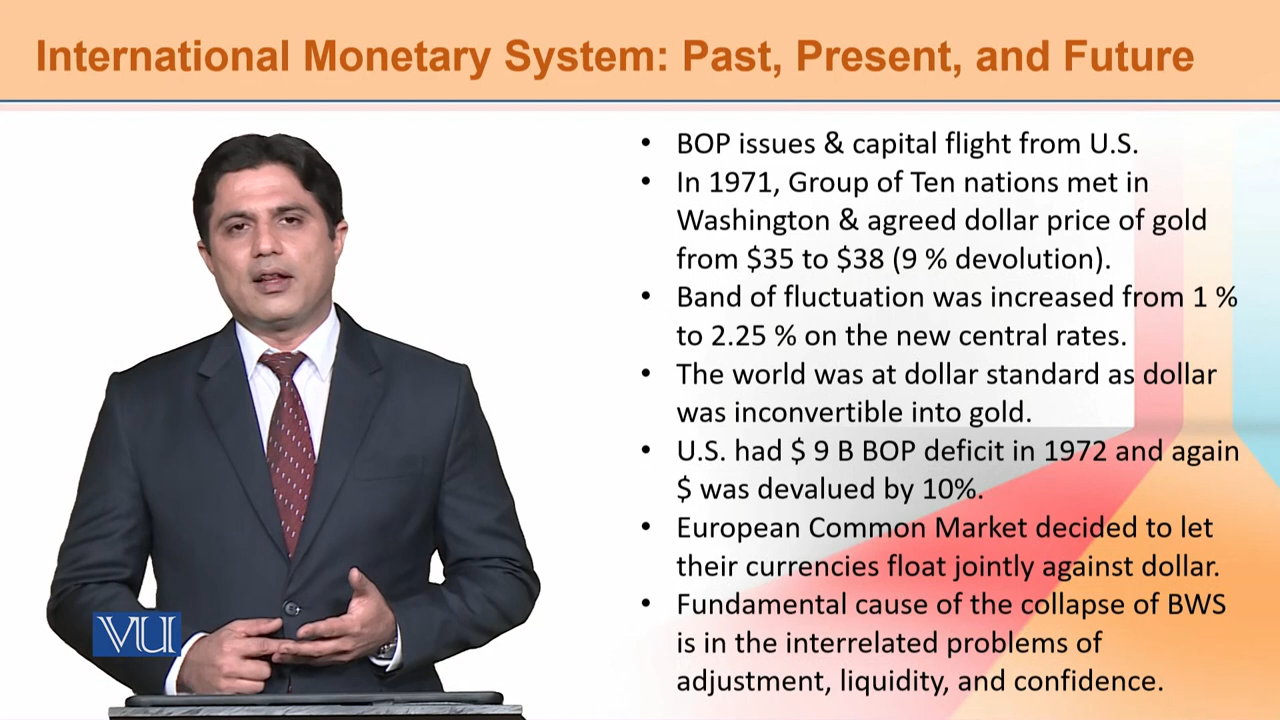 International Monetary System: Past, Present, and Future
• BOP issues & capital flight from U.S.
• In 1971, Group of Ten nations met in
Washington & agreed dollar price of gold
from $35 to $38 (9 % devolution).
• Band of fluctuation was increased from 1 %
to 2.25 % on the new central rates.
• The world was at dollar standard as dollar
was inconvertible into gold.
• U.S. had $ 9 B BOP deficit in 1972 and again
$ was devalued by 10%.
• European Common Market decided to let
their currencies float jointly against dollar.
• Fundamental cause of the collapse of BWS
is in the interrelated problems of
adjustment, liquidity, and confidence.
VU